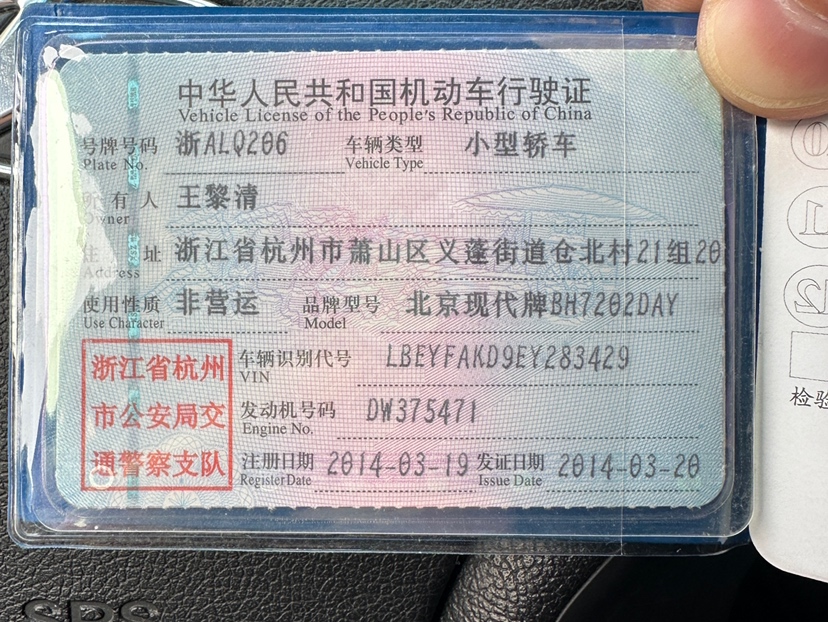 中华人民共和国机动车行驶证
Vehicle License of the People's Republic of China
号牌号码 浙ALQ206 车辆类型 小型轿车
Plate No. Vehicle Type
所有人 王黎清
Owner
住址 浙江省杭州市萧山区义蓬街道仓北村21组20
Address
使用性质 非营运 品牌型号 北京现代牌BH7202DAY
Use Character Model
浙江省杭州
市公安局交
通警察支队
车辆识别代号 LBEYFAKD9EY283429
VIN
发动机号码 DW375471
Engine No.
注册日期 2014-03-19 发证日期 2014-03-20
Register Date Issue Date
检验
SRS